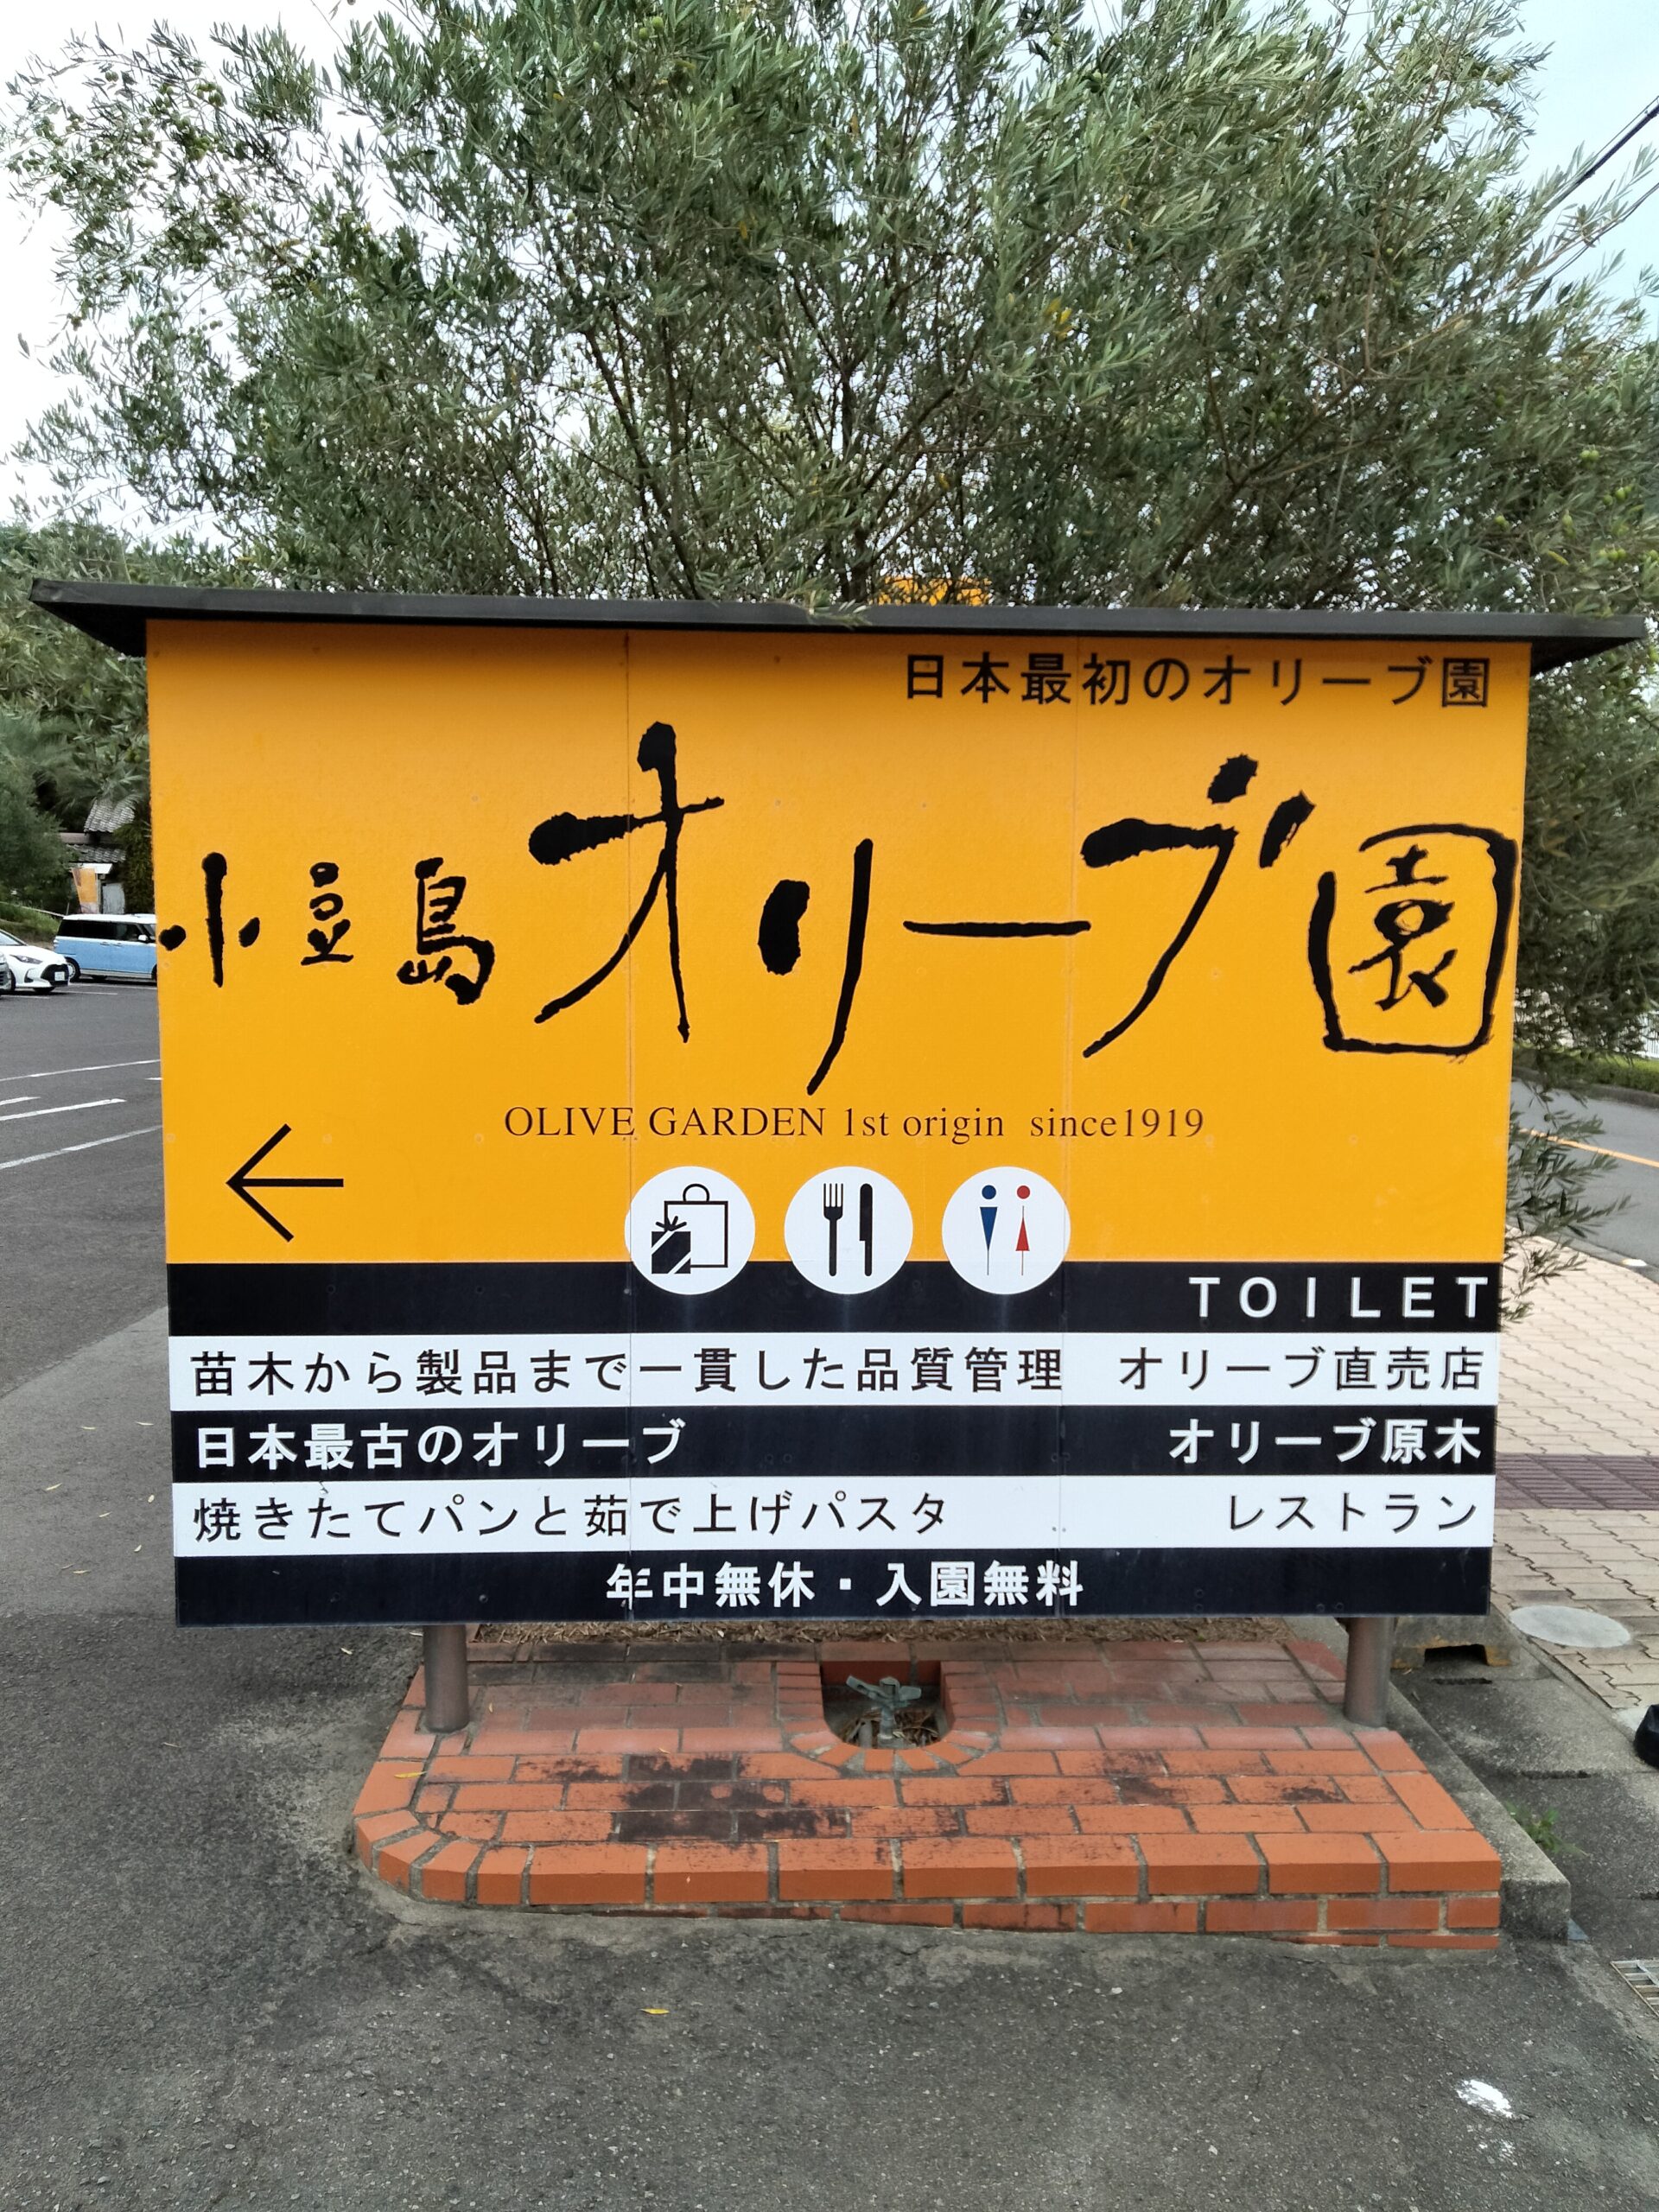 日本最初のオリーブ園
小豆島オリーブ園
OLIVE GARDEN 1st origin since1919
TOILET
苗木から製品まで一貫した品質管理 オリーブ直売店
日本最古のオリーブ オリーブ原木
焼きたてパンと茹で上げパスタ レストラン
年中無休・入園無料